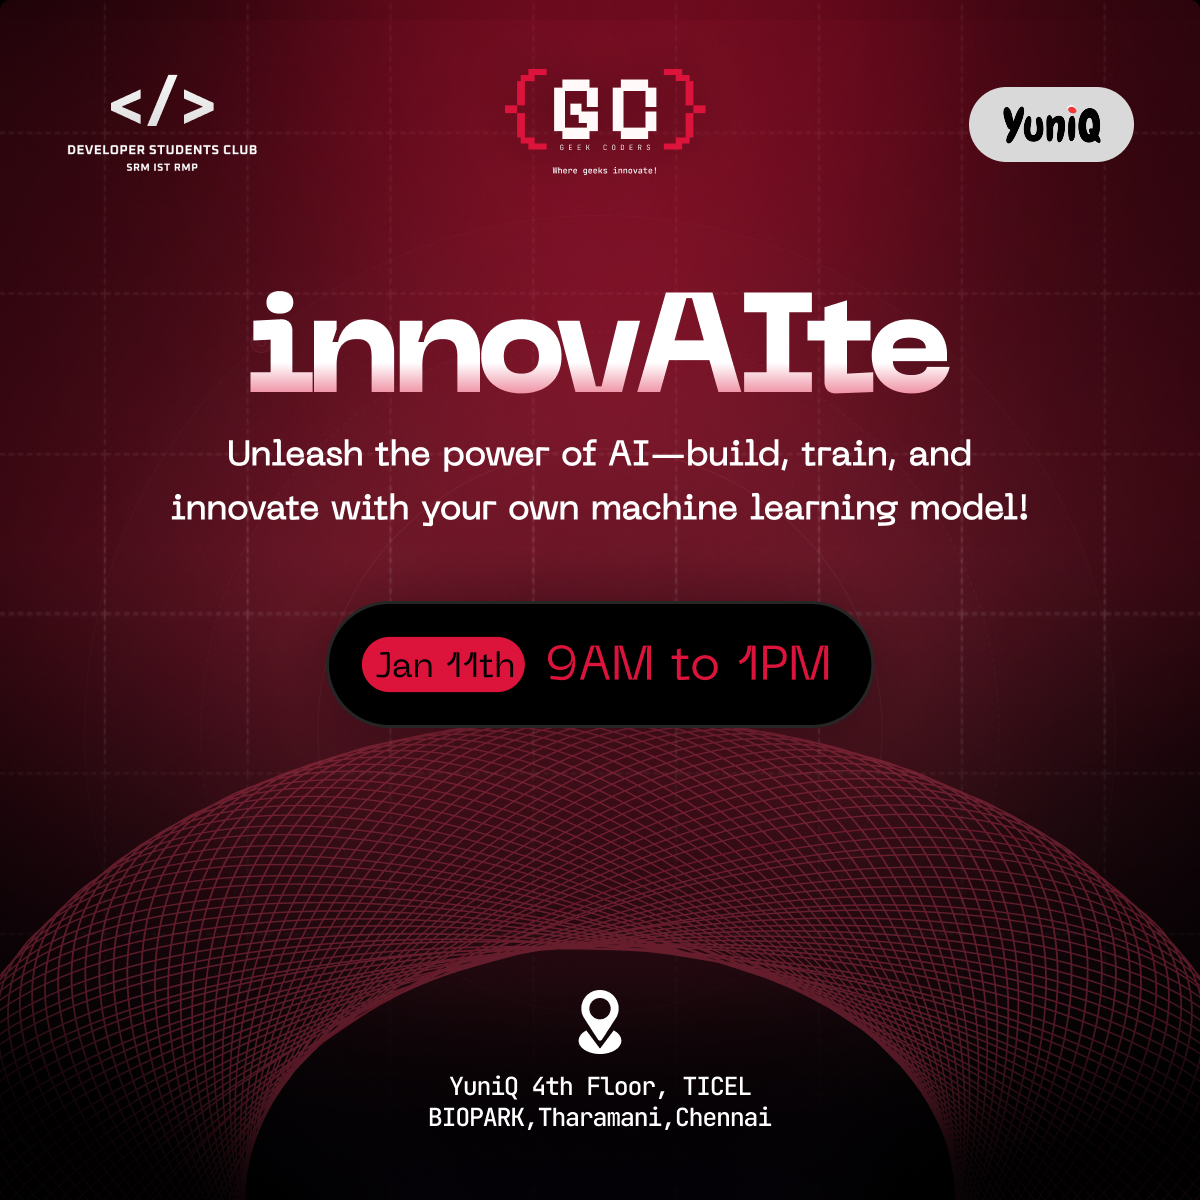 </>
DEVELOPER STUDENTS CLUB
SRM IST RMP
{GC}
GEEK CODERS
Where geeks innovate!
YuniQ
innovAIte
Unleash the power of AI—build, train, and
innovate with your own machine learning model!
Jan 11th 9AM to 1PM
YuniQ 4th Floor, TICEL
BIOPARK,Tharamani,Chennai